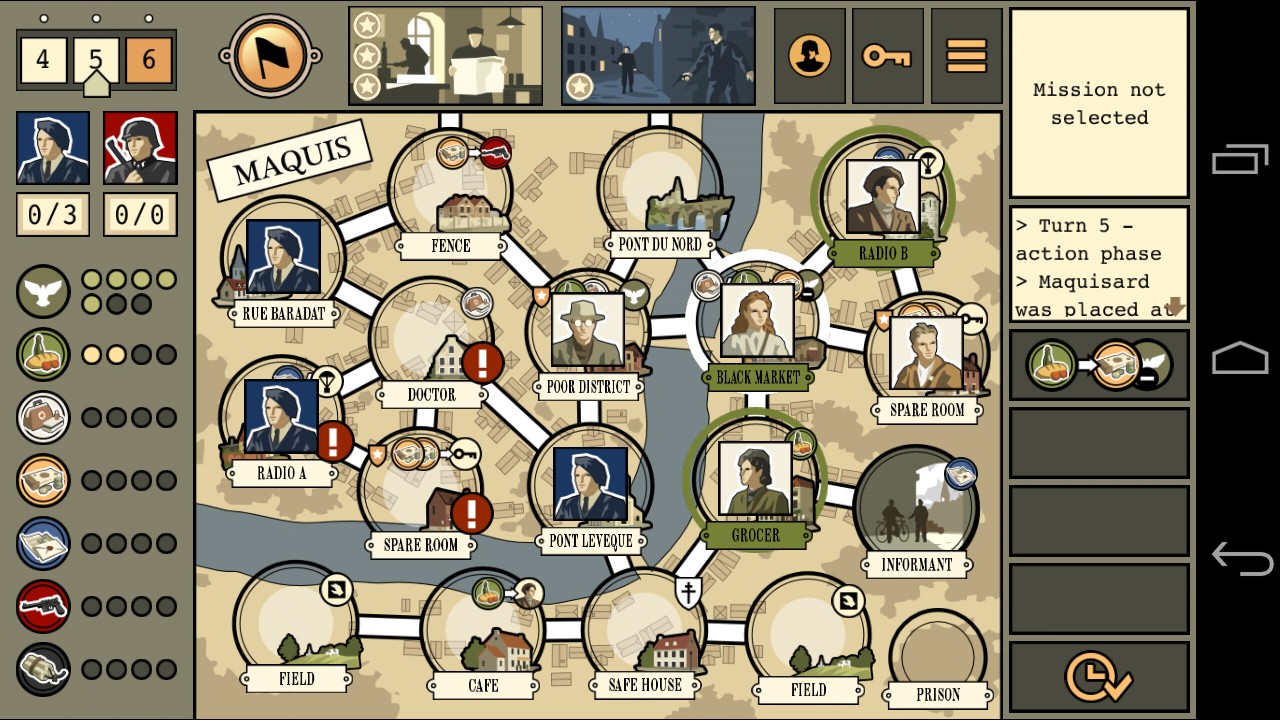 4 5 6
0/3 0/0
MAQUIS
FENCE
PONT DU NORD
RADIO B
RUE BARADAT
DOCTOR
POOR DISTRICT
BLACK MARKET
SPARE ROOM
RADIO A
SPARE ROOM
PONT LEVEQUE
GROCER
INFORMANT
FIELD
CAFE
SAFE HOUSE
FIELD
PRISON
Mission not
selected
> Turn 5 –
action phase
> Maquisard
was placed at